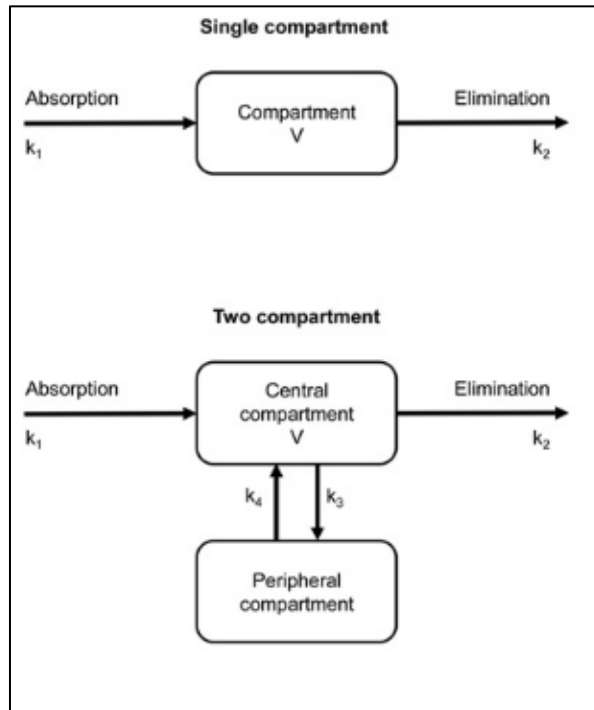 Single compartment
Absorption
Elimination
Compartment
V
k₁
k₂
Two compartment
Absorption
Elimination
Central
compartment
V
k₁
k₂
k₄
k₃
Peripheral
compartment